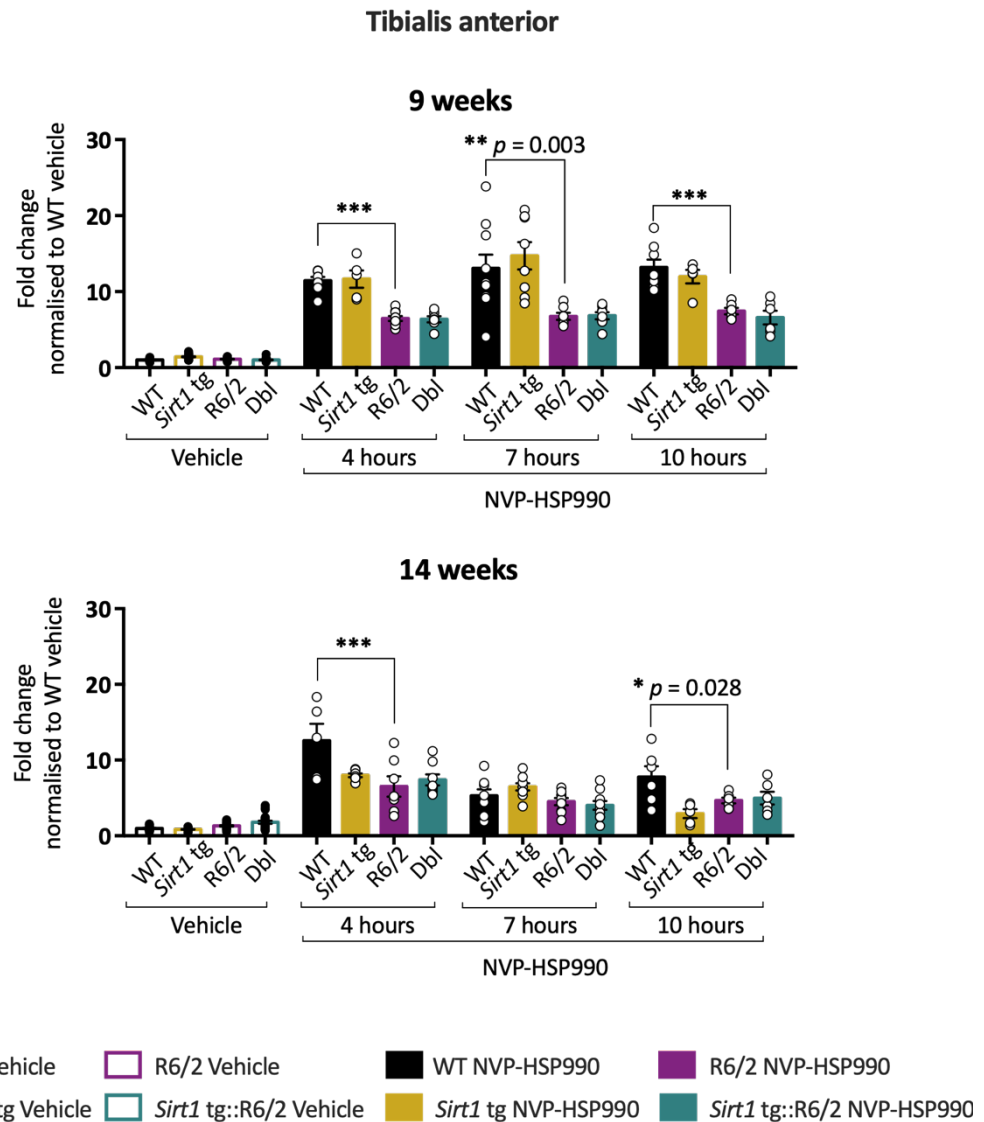 Tibialis anterior
9 weeks
Fold change
normalised to WT vehicle
30
20
10
0
***
** p = 0.003
***
WT Sirt1 tg R6/2 Dbl WT Sirt1 tg R6/2 Dbl WT Sirt1 tg R6/2 Dbl WT Sirt1 tg R6/2 Dbl
Vehicle 4 hours 7 hours 10 hours
NVP-HSP990
14 weeks
Fold change
normalised to WT vehicle
30
20
10
0
***
* p = 0.028
WT Sirt1 tg R6/2 Dbl WT Sirt1 tg R6/2 Dbl WT Sirt1 tg R6/2 Dbl WT Sirt1 tg R6/2 Dbl
Vehicle 4 hours 7 hours 10 hours
NVP-HSP990
ehicle R6/2 Vehicle WT NVP-HSP990 R6/2 NVP-HSP990
tg Vehicle Sirt1 tg::R6/2 Vehicle Sirt1 tg NVP-HSP990 Sirt1 tg::R6/2 NVP-HSP990